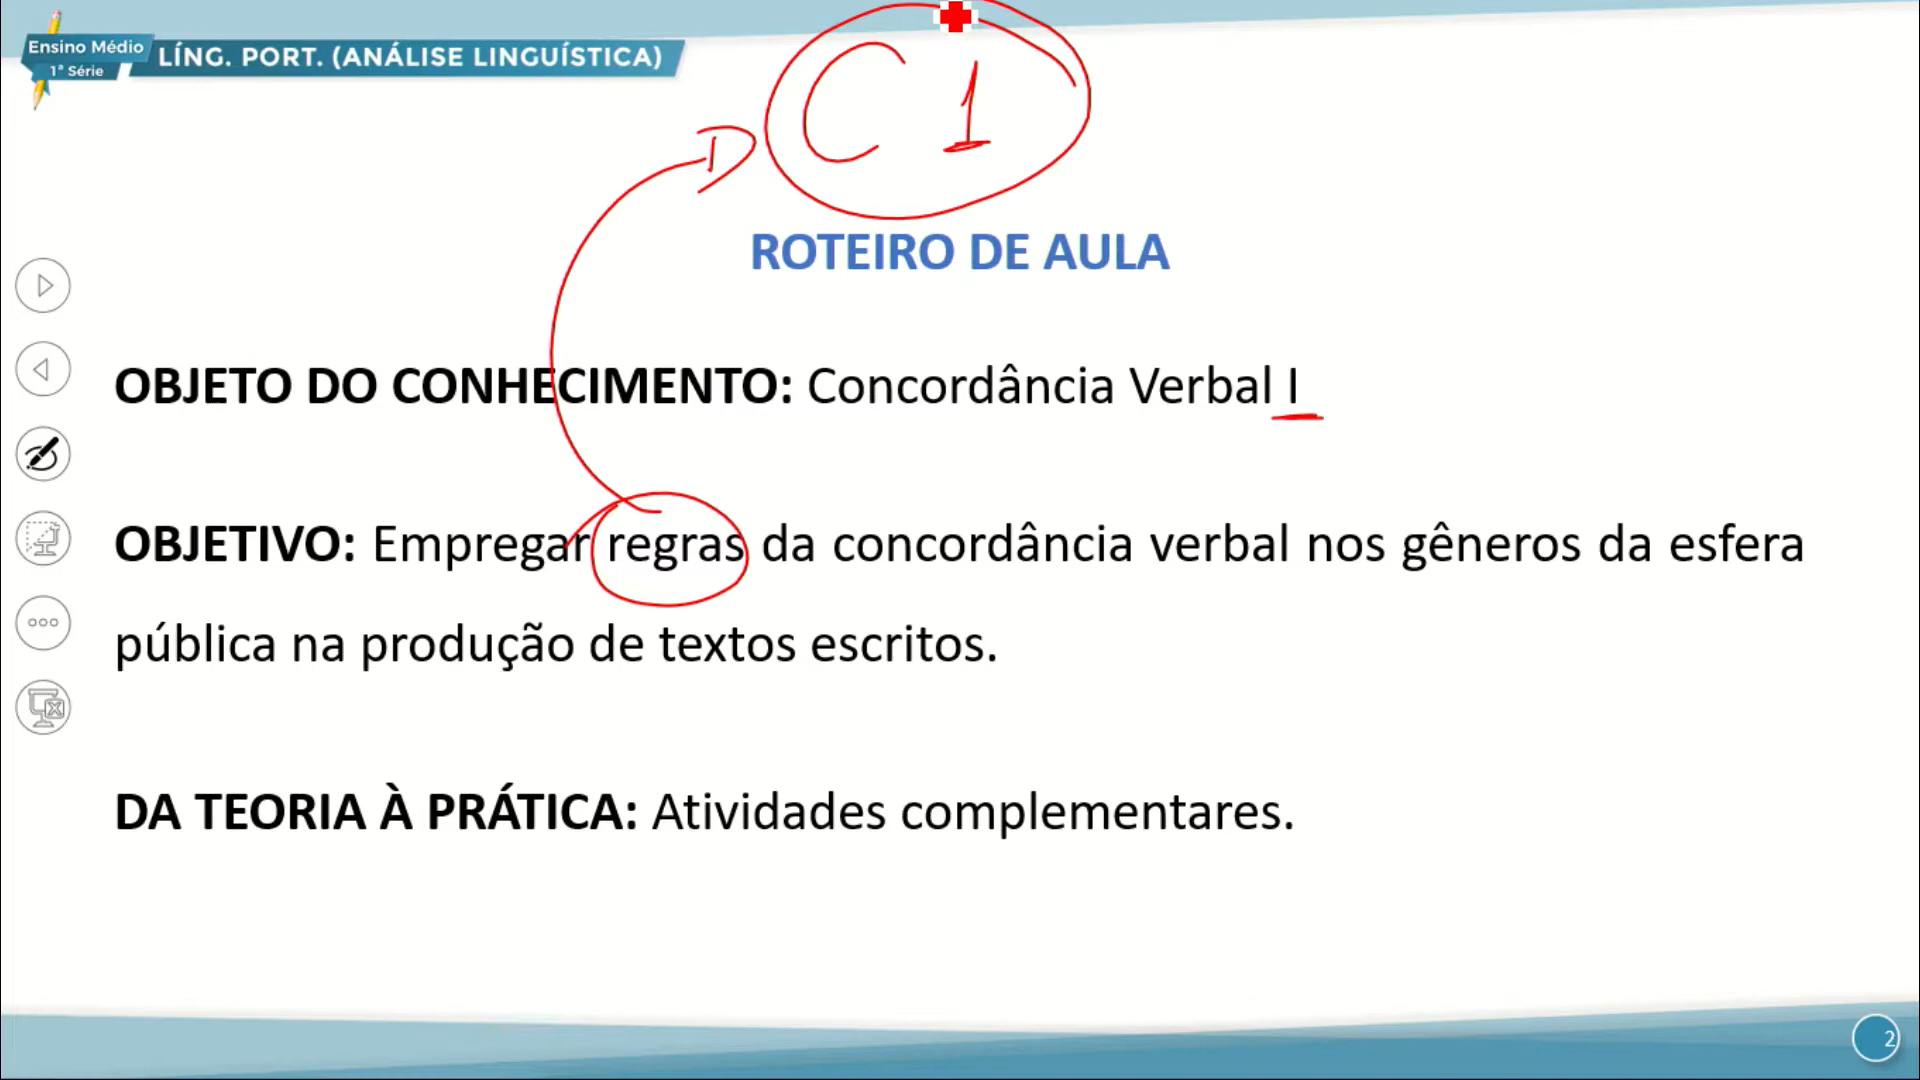 Ensino Médio
1ª Série
LÍNG. PORT. (ANÁLISE LINGUÍSTICA)
C 1
ROTEIRO DE AULA
OBJETO DO CONHECIMENTO: Concordância Verbal I
OBJETIVO: Empregar regras da concordância verbal nos gêneros da esfera
pública na produção de textos escritos.
DA TEORIA À PRÁTICA: Atividades complementares.
2